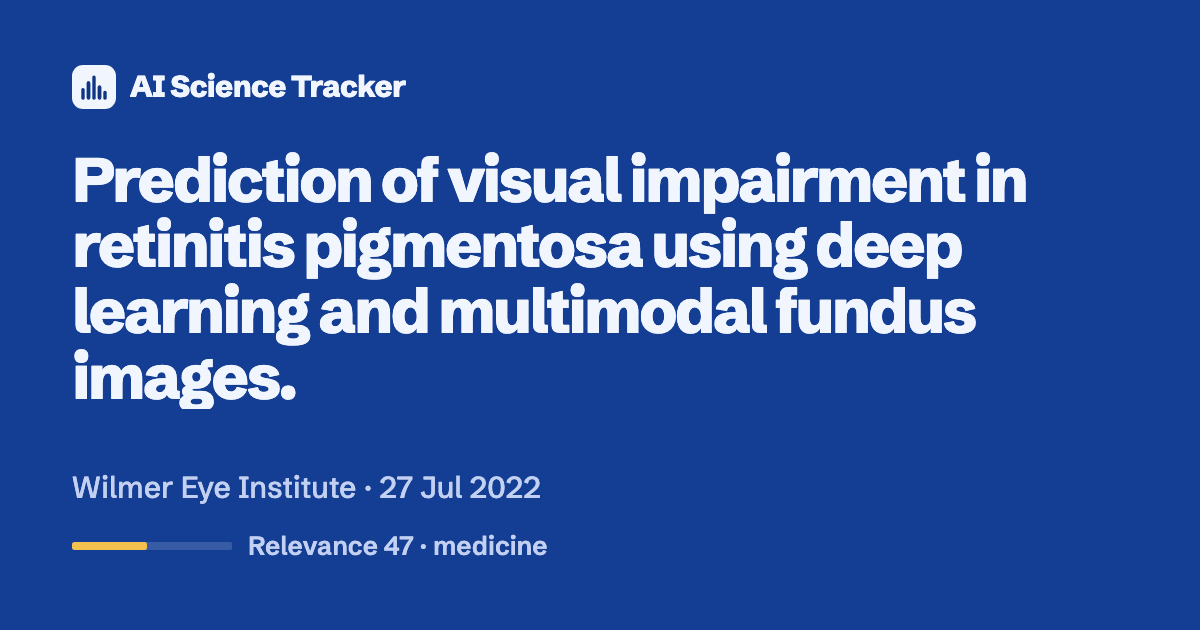 AI Science Tracker
Prediction of visual impairment in
retinitis pigmentosa using deep
learning and multimodal fundus
images.
Wilmer Eye Institute · 27 Jul 2022
Relevance 47 · medicine